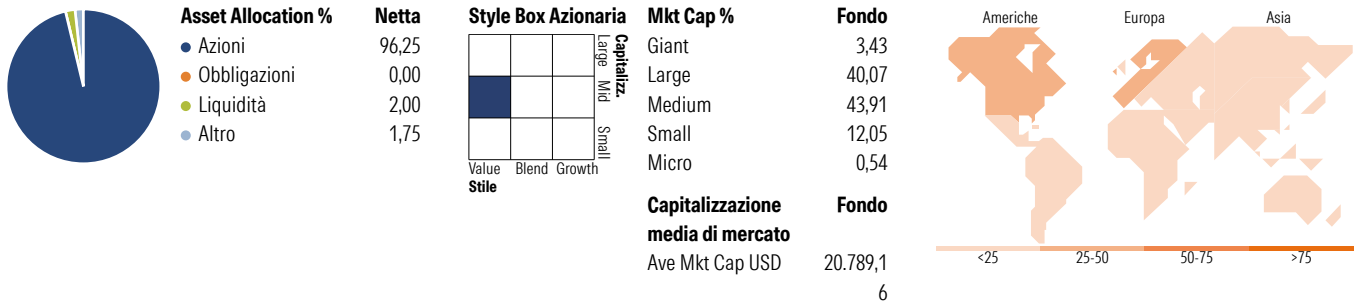 Asset Allocation % Netta
Azioni 96,25
Obbligazioni 0,00
Liquidità 2,00
Altro 1,75
Style Box Azionaria
Capitalizz.
Large Mid Small
Value Blend Growth
Stile
Mkt Cap % Fondo
Giant 3,43
Large 40,07
Medium 43,91
Small 12,05
Micro 0,54
Capitalizzazione Fondo
media di mercato
Ave Mkt Cap USD 20.789,1
6
Americhe Europa Asia
<25 25-50 50-75 >75